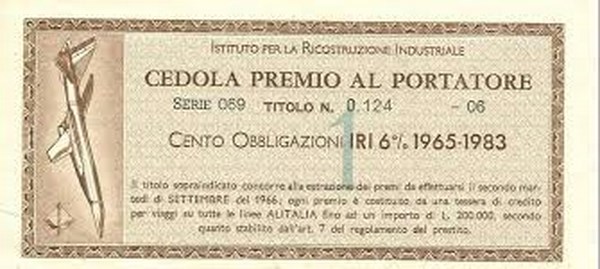 ISTITUTO PER LA RICOSTRUZIONE INDUSTRIALE
CEDOLA PREMIO AL PORTATORE
SERIE 069 TITOLO N. 0.124 - 06
CENTO OBBLIGAZIONI IRI 6% 1965-1983
1
Il titolo sopraindicato concorre alla estrazione dei premi da effettuarsi il secondo mar-
tedì di SETTEMBRE del 1966; ogni premio è costituito da una tessera di credito
per viaggi su tutte le linee ALITALIA fino ad un importo di L. 200.000, secondo
quanto stabilito dall'art. 7 del regolamento del prestito.